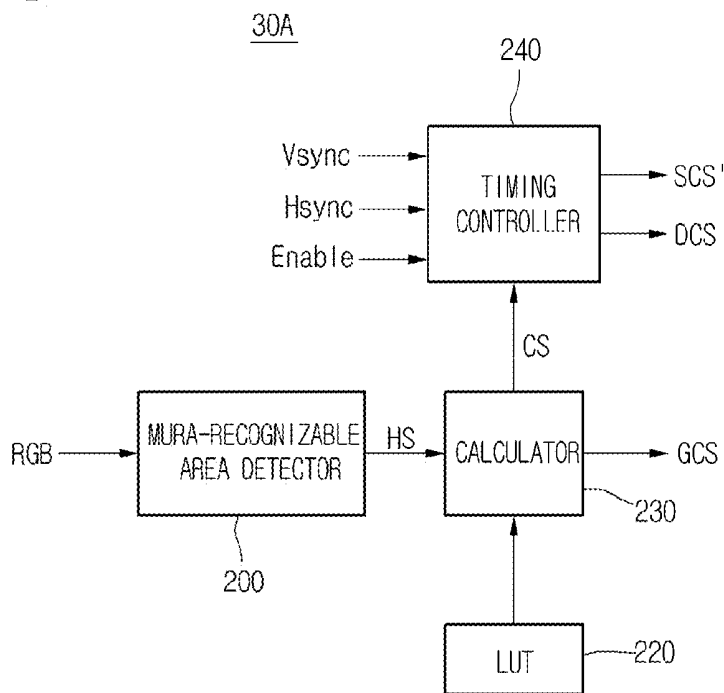 30A
240
Vsync
Hsync
Enable
TIMING
CONTROLLER
SCS'
DCS
CS
RGB
MURA-RECOGNIZABLE
AREA DETECTOR
HS
CALCULATOR
GCS
200
230
LUT
220